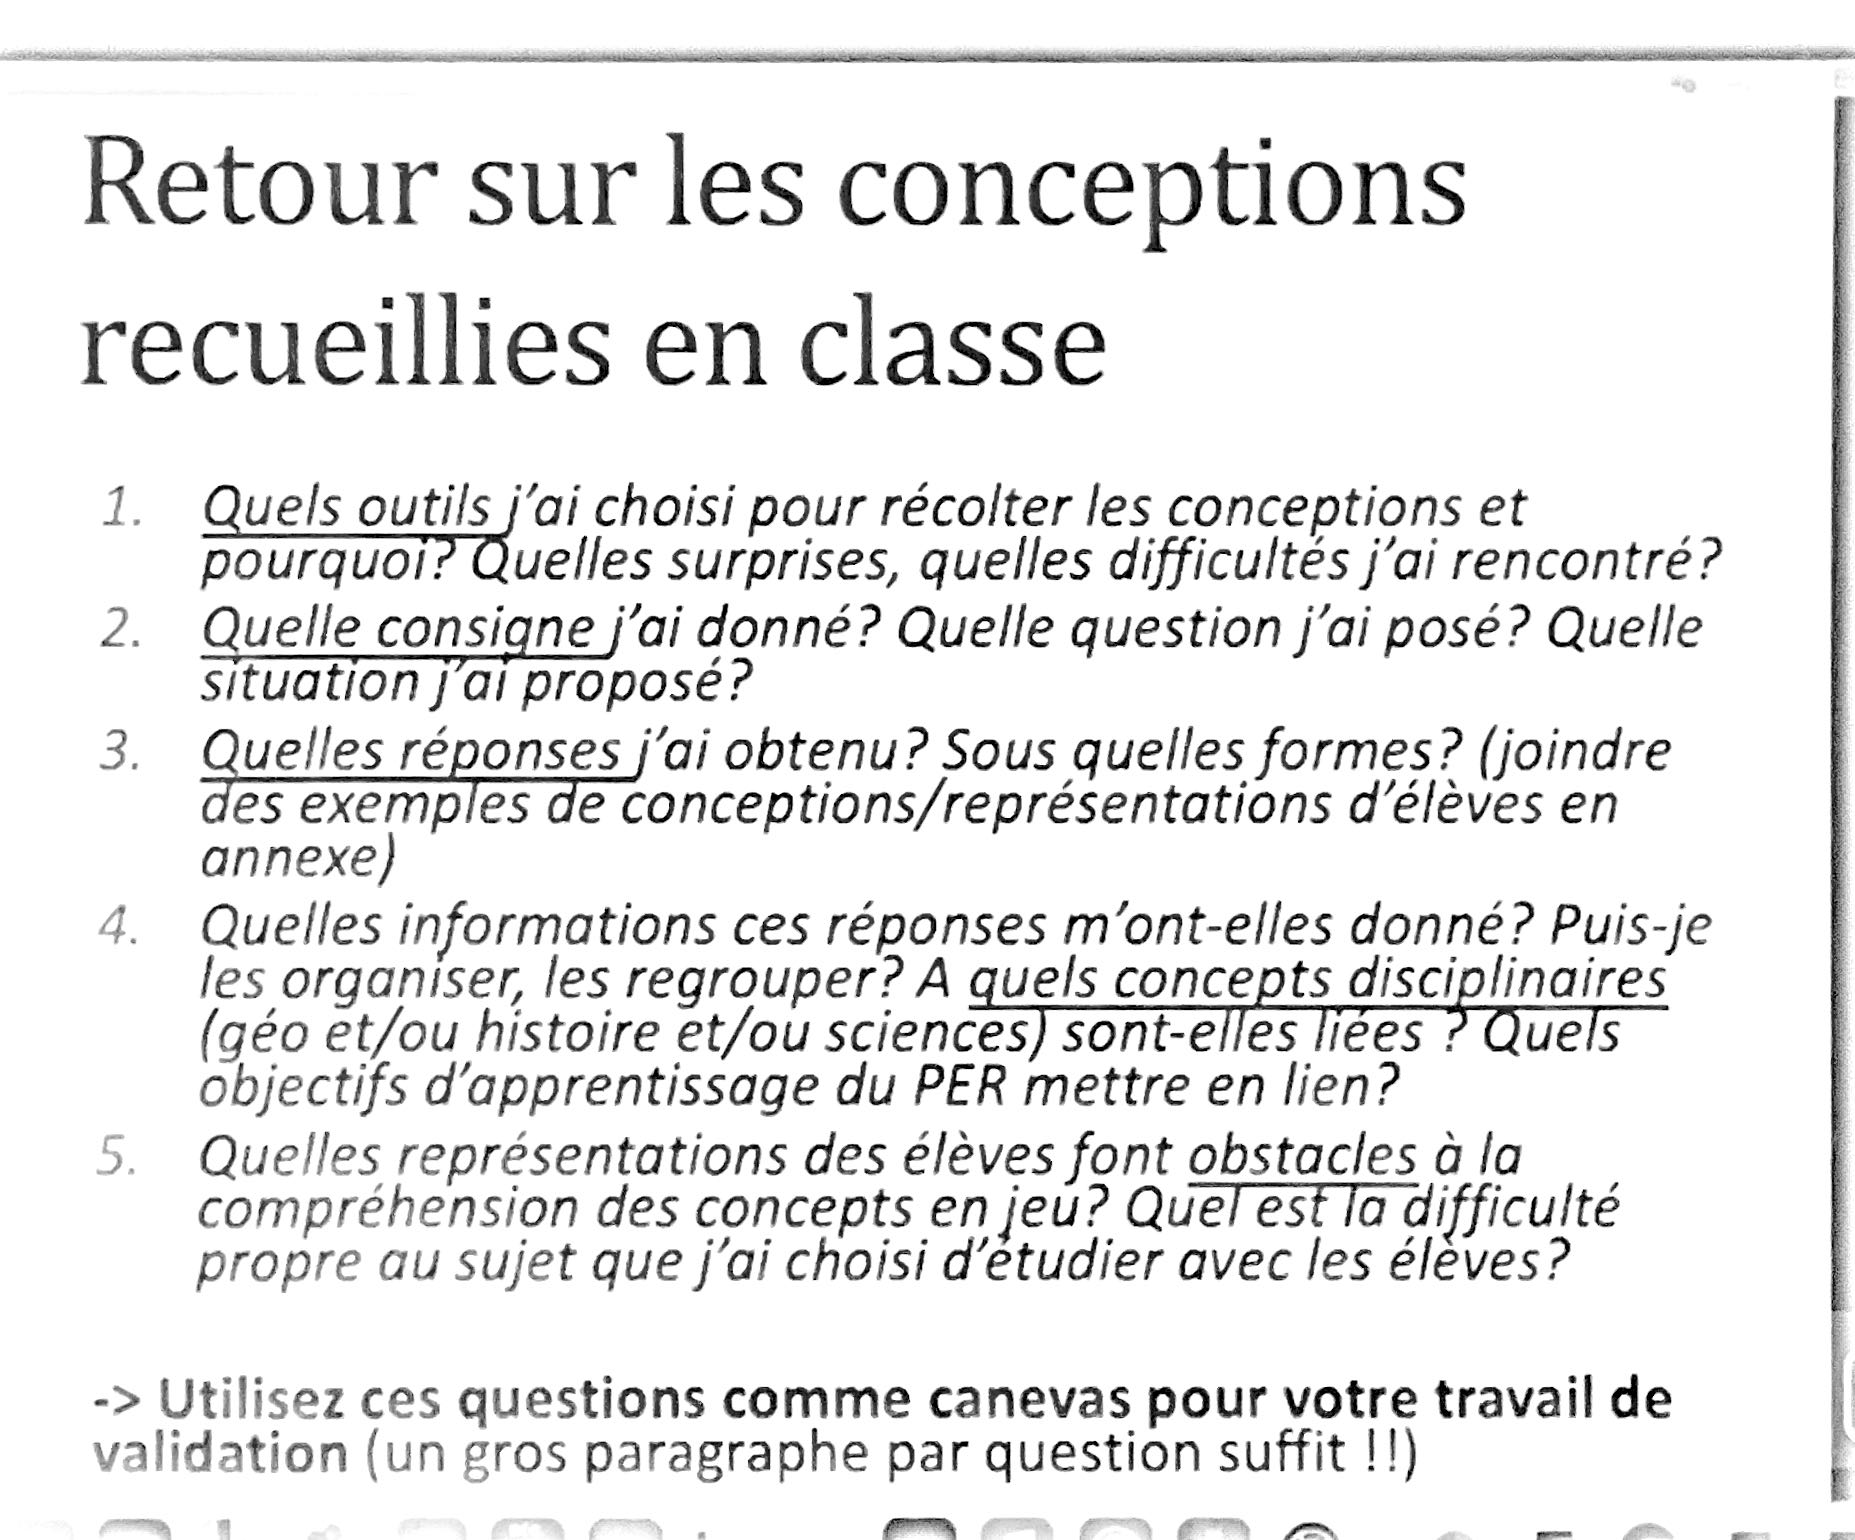 Retour sur les conceptions
recueillies en classe
1. Quels outils j'ai choisi pour récolter les conceptions et
pourquoi? Quelles surprises, quelles difficultés j'ai rencontré?
2. Quelle consigne j'ai donné? Quelle question j'ai posé? Quelle
situation j'ai proposé?
3. Quelles réponses j'ai obtenu? Sous quelles formes? (joindre
des exemples de conceptions/représentations d'élèves en
annexe)
4. Quelles informations ces réponses m'ont-elles donné? Puis-je
les organiser, les regrouper? A quels concepts disciplinaires
(géo et/ou histoire et/ou sciences) sont-elles liées ? Quels
objectifs d'apprentissage du PER mettre en lien?
5. Quelles représentations des élèves font obstacles à la
compréhension des concepts en jeu? Quel est la difficulté
propre au sujet que j'ai choisi d'étudier avec les élèves?
-> Utilisez ces questions comme canevas pour votre travail de
validation (un gros paragraphe par question suffit !!)